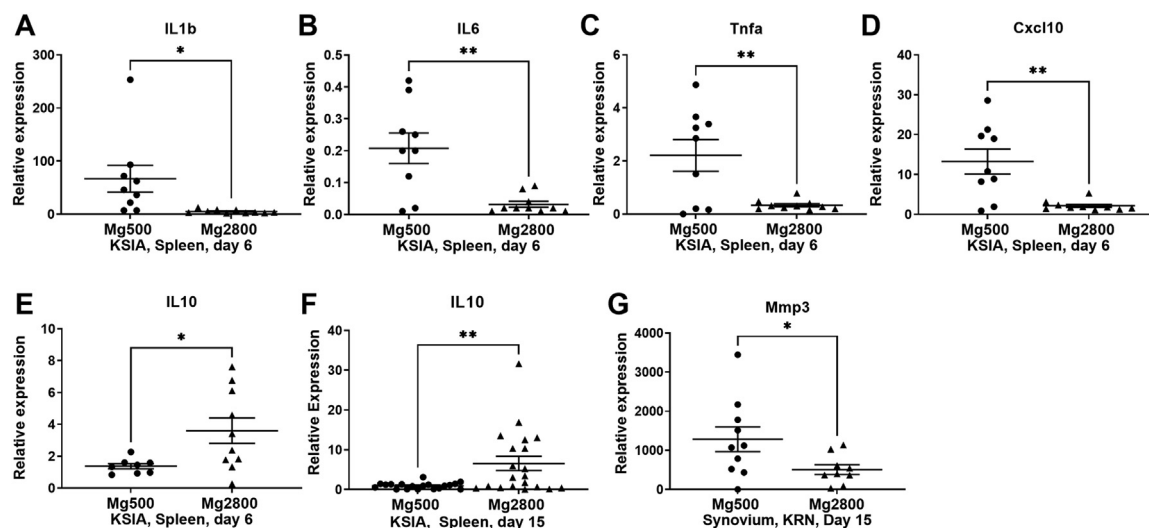 A
IL1b
*
Relative expression
300
200
100
0
Mg500 Mg2800
KSIA, Spleen, day 6
B
IL6
**
Relative expression
0.5
0.4
0.3
0.2
0.1
0.0
Mg500 Mg2800
KSIA, Spleen, day 6
C
Tnfa
**
Relative expression
6
4
2
0
Mg500 Mg2800
KSIA, Spleen, day 6
D
Cxcl10
**
Relative expression
40
30
20
10
0
Mg500 Mg2800
KSIA, Spleen, day 6
E
IL10
*
Relative expression
10
8
6
4
2
0
Mg500 Mg2800
KSIA, Spleen, day 6
F
IL10
**
Relative Expression
40
30
20
10
0
Mg500 Mg2800
KSIA, Spleen, day 15
G
Mmp3
*
Relative expression
4000
3000
2000
1000
0
Mg500 Mg2800
Synovium, KRN, Day 15